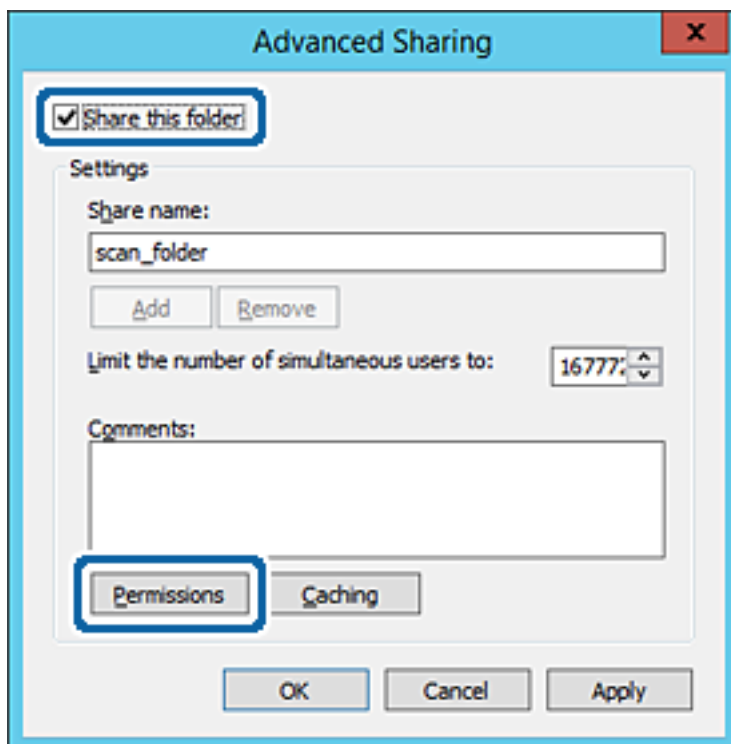 Advanced Sharing
x
Share this folder
Settings
Share name:
scan_folder
Add Remove
Limit the number of simultaneous users to:
Comments:
Permissions Caching
OK Cancel Apply